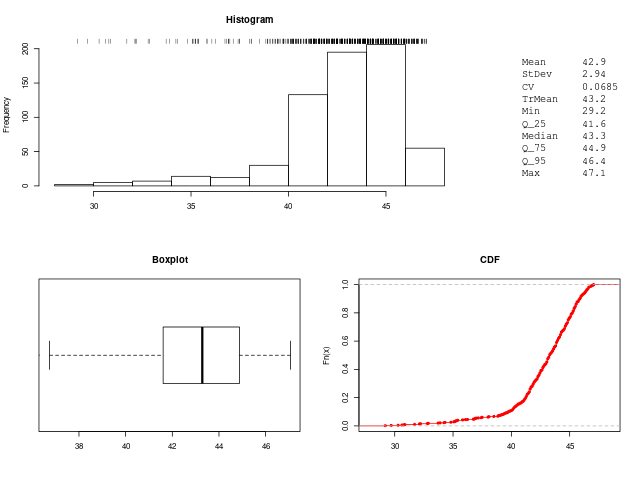 Histogram
Frequency
0
50
100
150
200
30 35 40 45
Mean 42.9
StDev 2.94
CV 0.0685
TrMean 43.2
Min 29.2
Q_25 41.6
Median 43.3
Q_75 44.9
Q_95 46.4
Max 47.1
Boxplot
38 40 42 44 46
CDF
Fn(x)
0.0
0.2
0.4
0.6
0.8
1.0
30 35 40 45